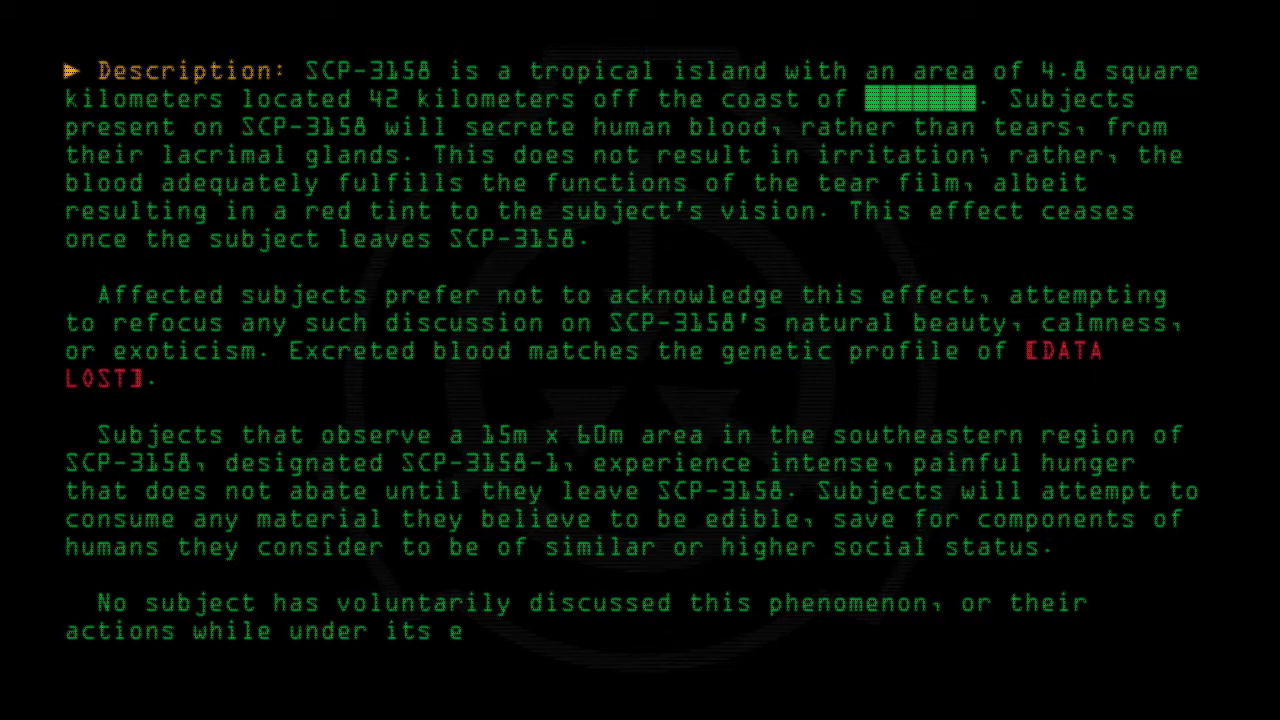 ► Description: SCP-3158 is a tropical island with an area of 4.8 square
kilometers located 42 kilometers off the coast of ███████. Subjects
present on SCP-3158 will secrete human blood, rather than tears, from
their lacrimal glands. This does not result in irritation; rather, the
blood adequately fulfills the functions of the tear film, albeit
resulting in a red tint to the subject's vision. This effect ceases
once the subject leaves SCP-3158.
Affected subjects prefer not to acknowledge this effect, attempting
to refocus any such discussion on SCP-3158's natural beauty, calmness,
or exoticism. Excreted blood matches the genetic profile of [DATA
LOST].
Subjects that observe a 15m x 60m area in the southeastern region of
SCP-3158, designated SCP-3158-1, experience intense, painful hunger
that does not abate until they leave SCP-3158. Subjects will attempt to
consume any material they believe to be edible, save for components of
humans they consider to be of similar or higher social status.
No subject has voluntarily discussed this phenomenon, or their
actions while under its e